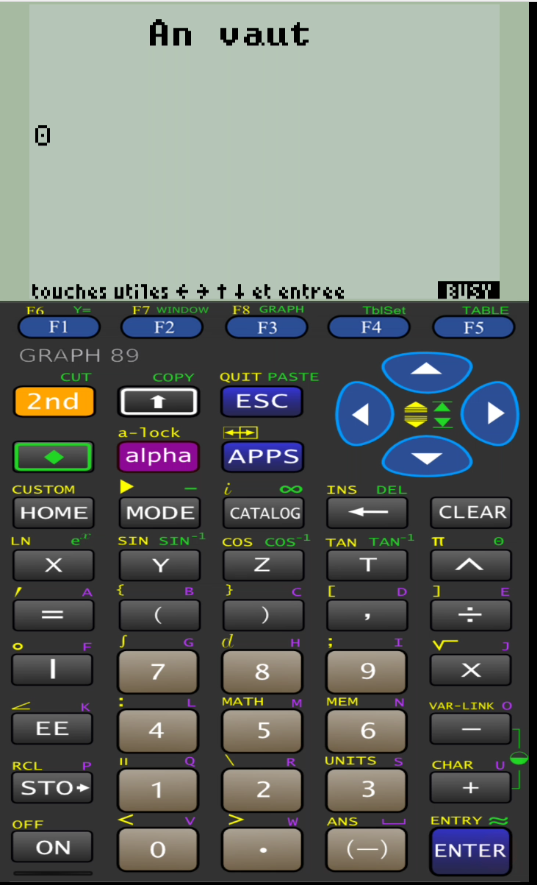 An vaut
0
touches utiles ← → ↑ ↓ et entree BUSY
F6 Y= F7 WINDOW F8 GRAPH TblSet TABLE
F1 F2 F3 F4 F5
GRAPH 89
CUT COPY QUIT PASTE
2nd ↑ ESC
a-lock
alpha APPS
CUSTOM ▶ – i ∞ INS DEL
HOME MODE CATALOG ← CLEAR
LN eˣ SIN SIN⁻¹ COS COS⁻¹ TAN TAN⁻¹ π θ
X Y Z T ^
′ A { B } C [ D ] E
= ( ) , ÷
° F ∫ G d H ; I √ J
| 7 8 9 ×
∠ K : L MATH M MEM N VAR-LINK O
EE 4 5 6 −
RCL P " Q \ R UNITS S CHAR U
STO▸ 1 2 3 +
OFF < V > W ANS ENTRY ≈
ON 0 . (−) ENTER